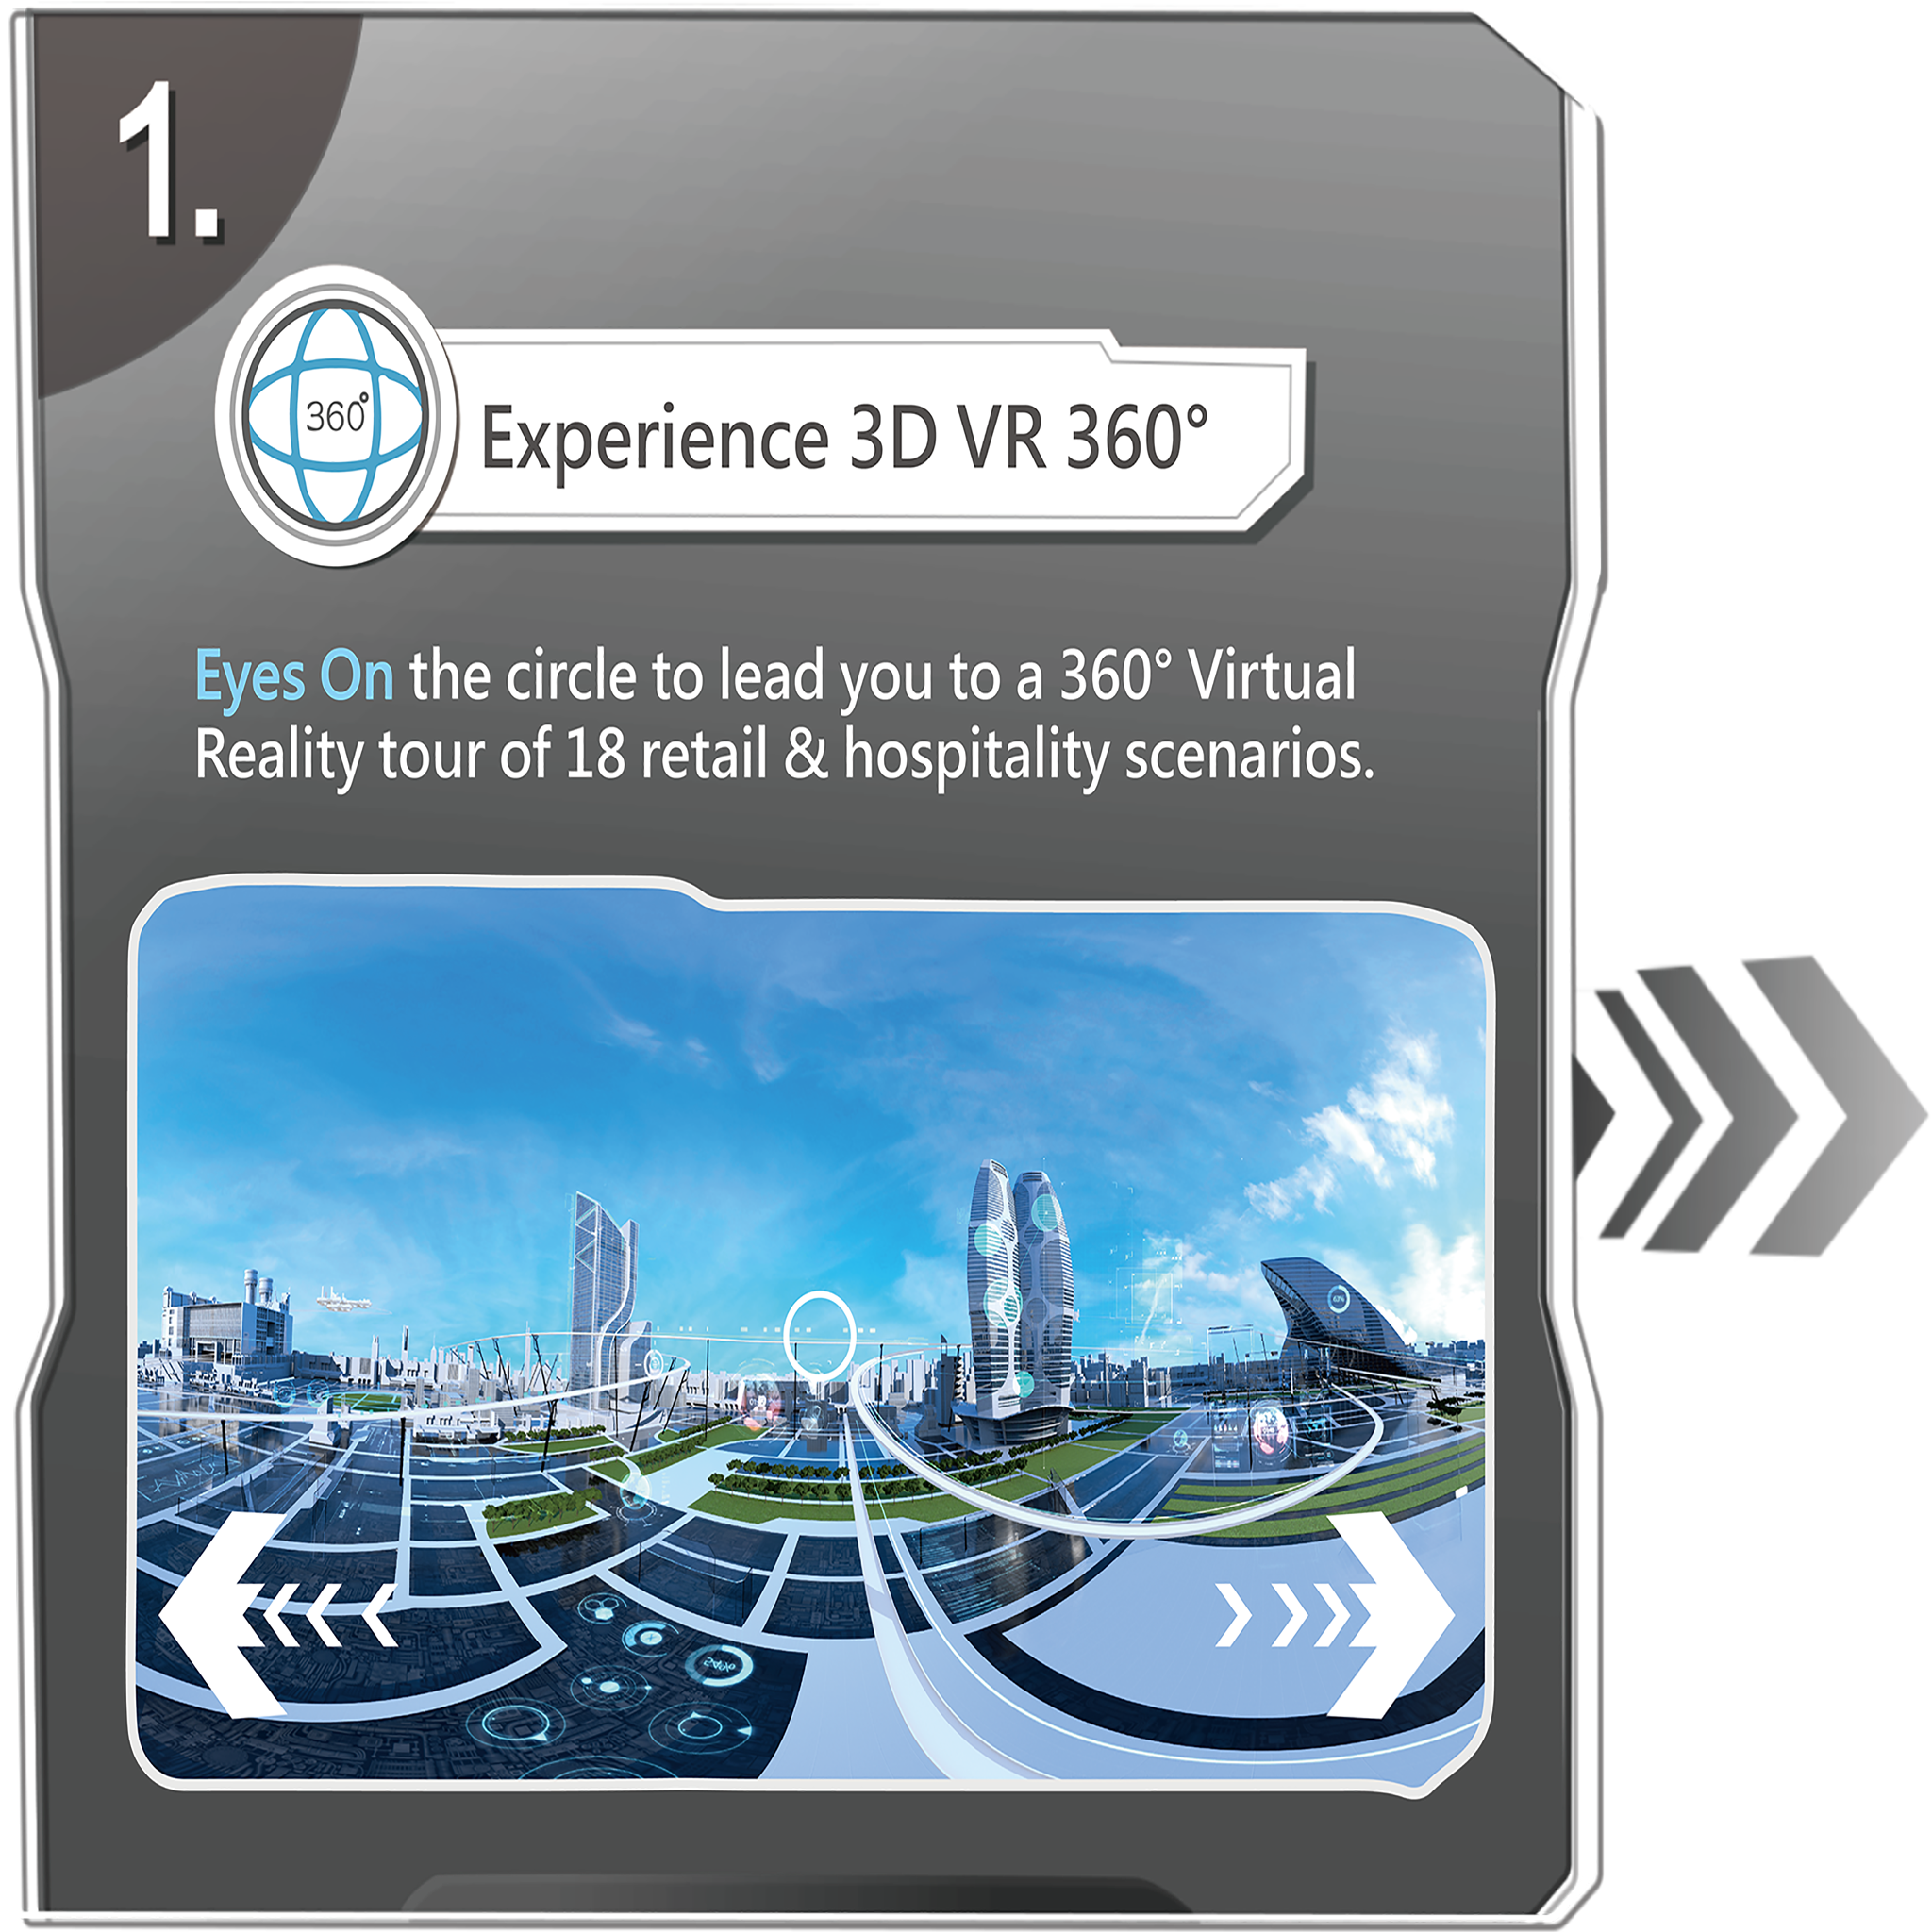 1.
360°
Experience 3D VR 360°
Eyes On the circle to lead you to a 360° Virtual
Reality tour of 18 retail & hospitality scenarios.